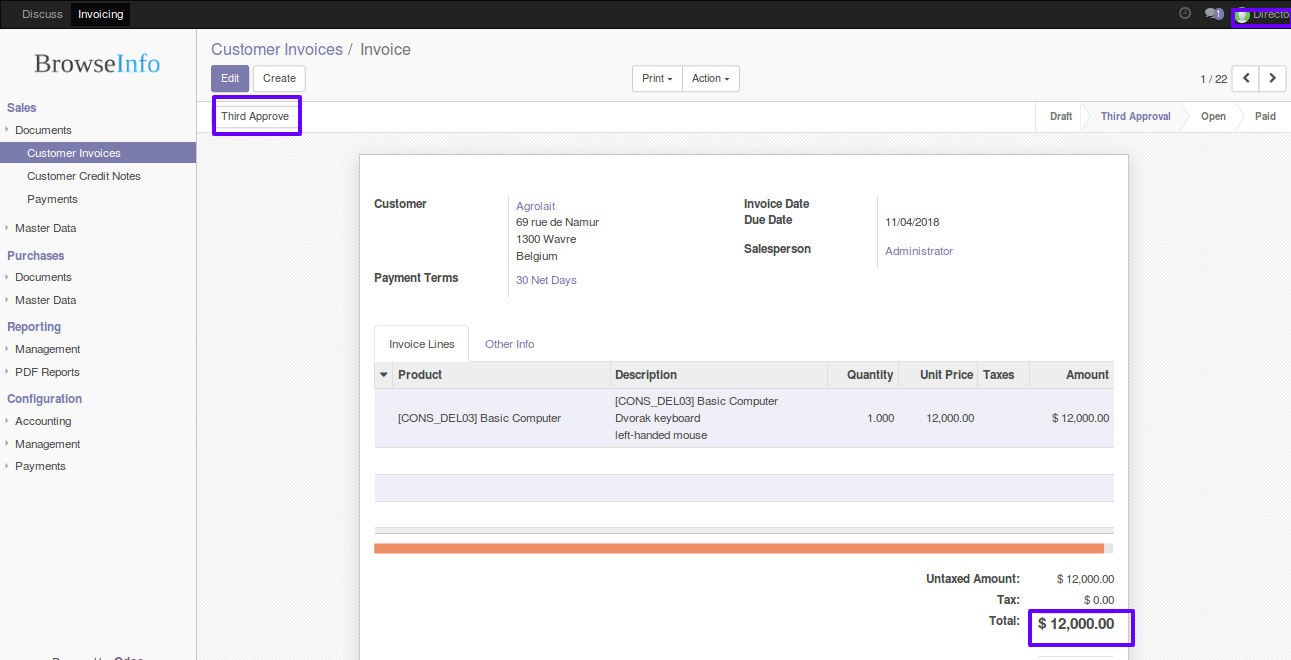 Discuss Invoicing 1 Directo
BrowseInfo
Sales
Documents
Customer Invoices
Customer Credit Notes
Payments
Master Data
Purchases
Documents
Master Data
Reporting
Management
PDF Reports
Configuration
Accounting
Management
Payments
Customer Invoices / Invoice
Edit Create Print Action 1 / 22
Third Approve Draft Third Approval Open Paid
Customer
Agrolait
69 rue de Namur
1300 Wavre
Belgium
Payment Terms 30 Net Days
Invoice Date
Due Date 11/04/2018
Salesperson Administrator
Invoice Lines Other Info
Product Description Quantity Unit Price Taxes Amount
[CONS_DEL03] Basic Computer
[CONS_DEL03] Basic Computer
Dvorak keyboard
left-handed mouse
1.000 12,000.00 $ 12,000.00
Untaxed Amount: $ 12,000.00
Tax: $ 0.00
Total: $ 12,000.00